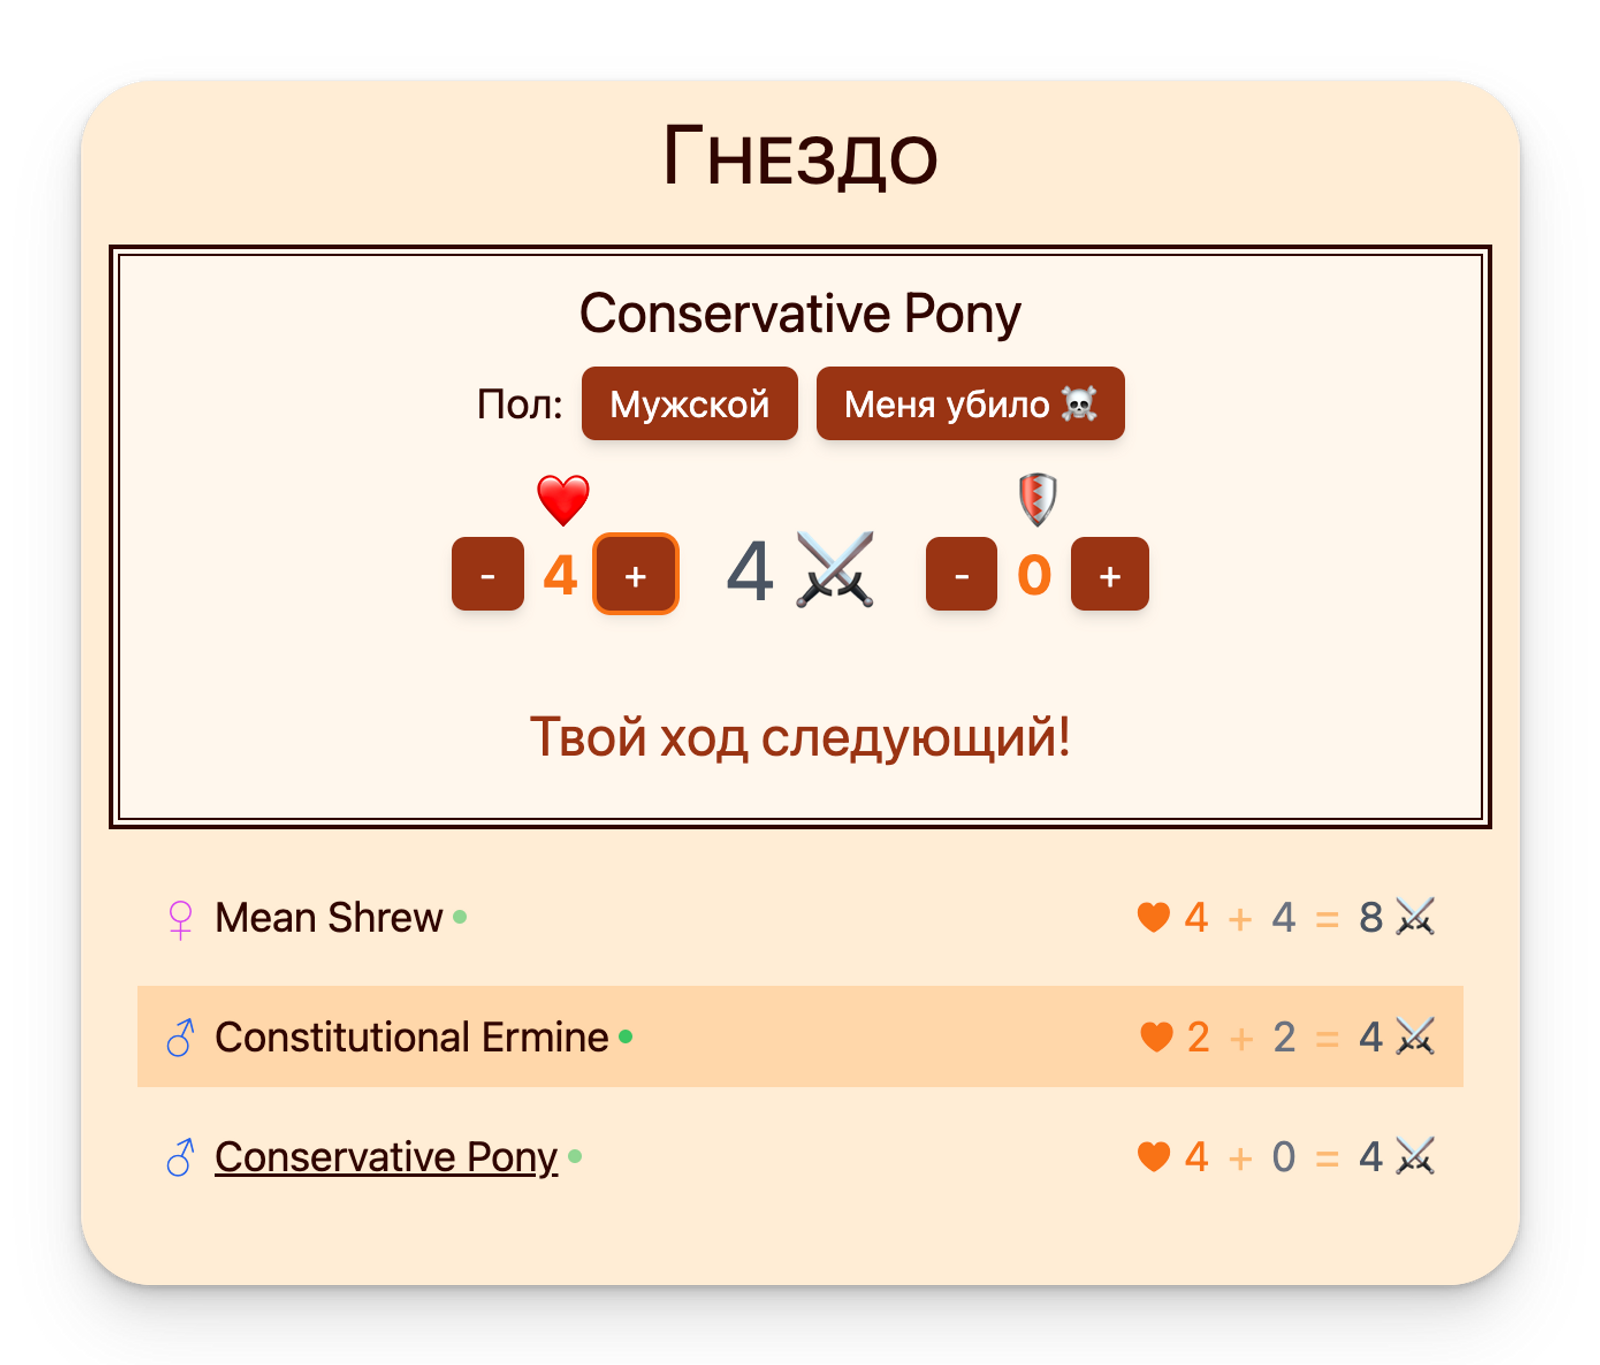 Гнездо
Conservative Pony
Пол: Мужской Меня убило ☠️
❤️ 🛡️
- 4 + 4 ⚔️ - 0 +
Твой ход следующий!
♀ Mean Shrew 4 + 4 = 8 ⚔️
♂ Constitutional Ermine 2 + 2 = 4 ⚔️
♂ Conservative Pony 4 + 0 = 4 ⚔️